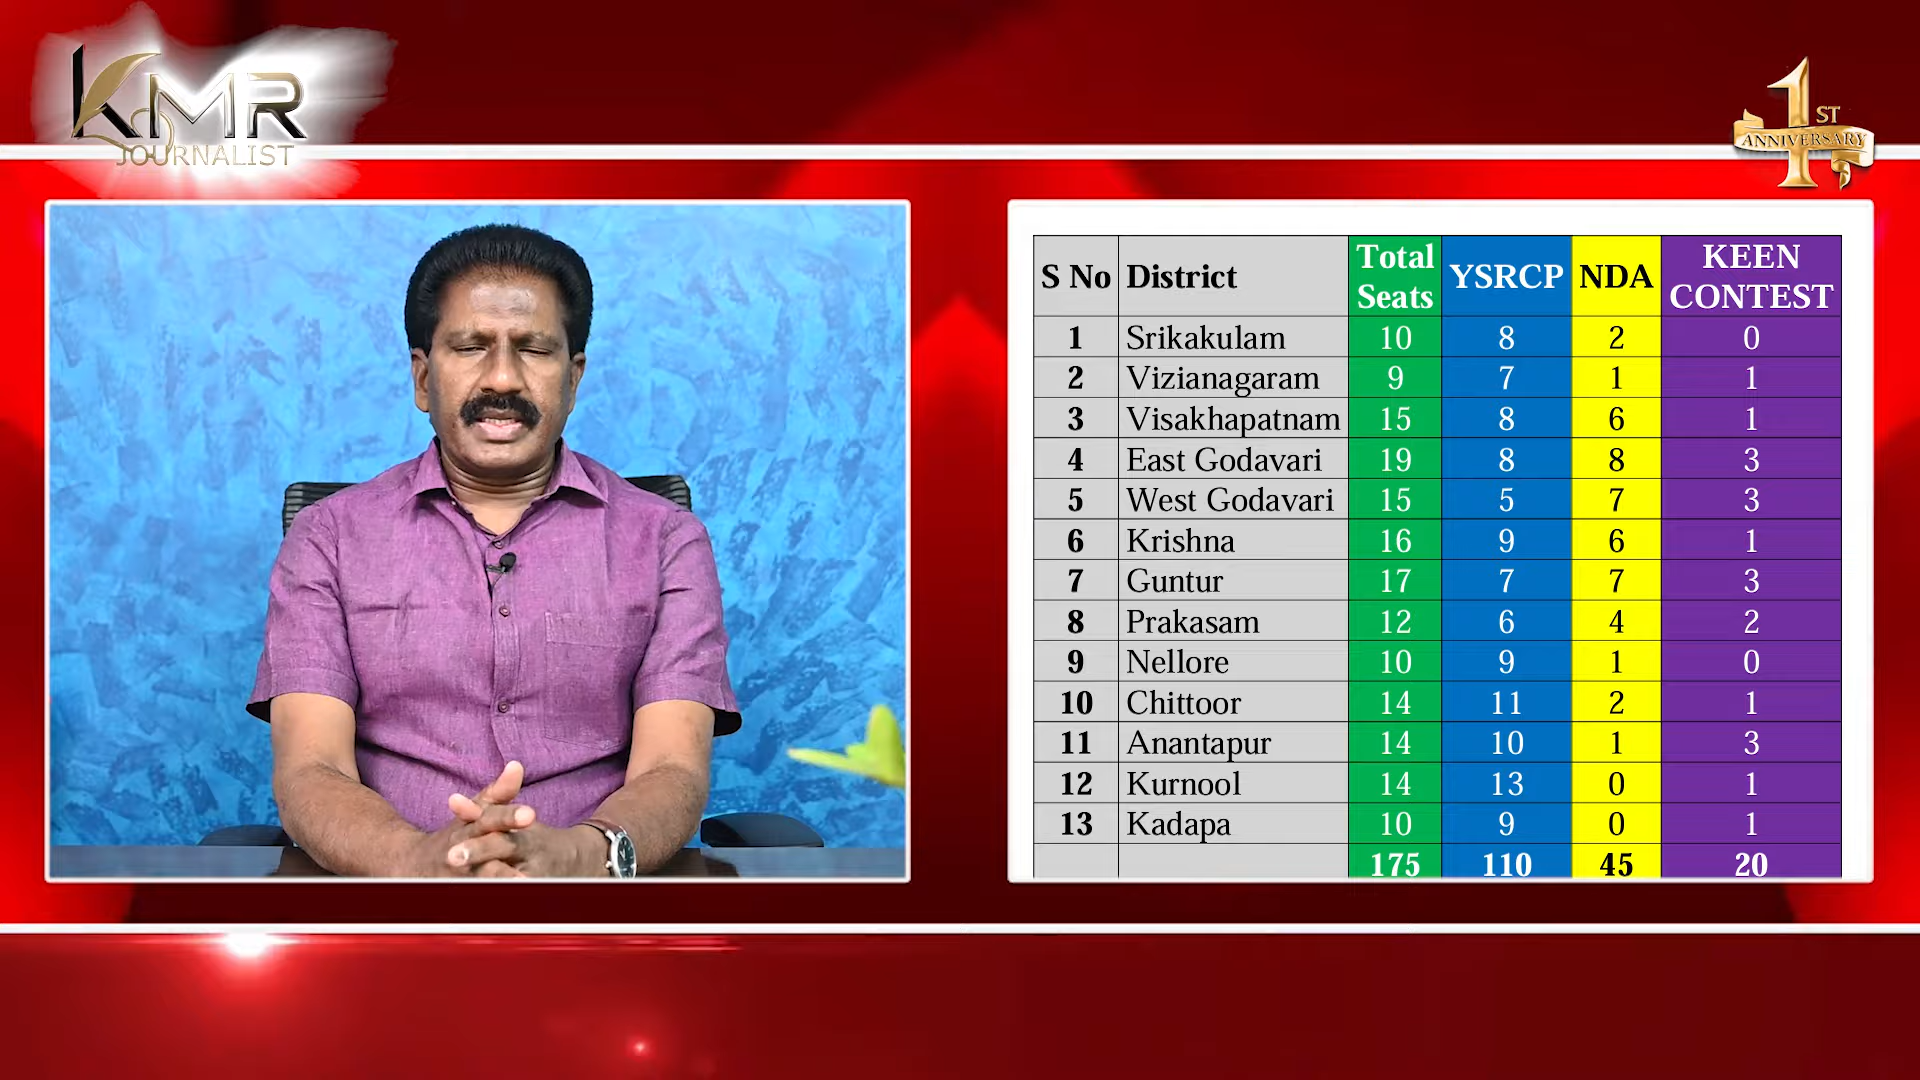 KMR
JOURNALIST
1ST
ANNIVERSARY
S No District Total Seats YSRCP NDA KEEN CONTEST
1 Srikakulam 10 8 2 0
2 Vizianagaram 9 7 1 1
3 Visakhapatnam 15 8 6 1
4 East Godavari 19 8 8 3
5 West Godavari 15 5 7 3
6 Krishna 16 9 6 1
7 Guntur 17 7 7 3
8 Prakasam 12 6 4 2
9 Nellore 10 9 1 0
10 Chittoor 14 11 2 1
11 Anantapur 14 10 1 3
12 Kurnool 14 13 0 1
13 Kadapa 10 9 0 1
175 110 45 20